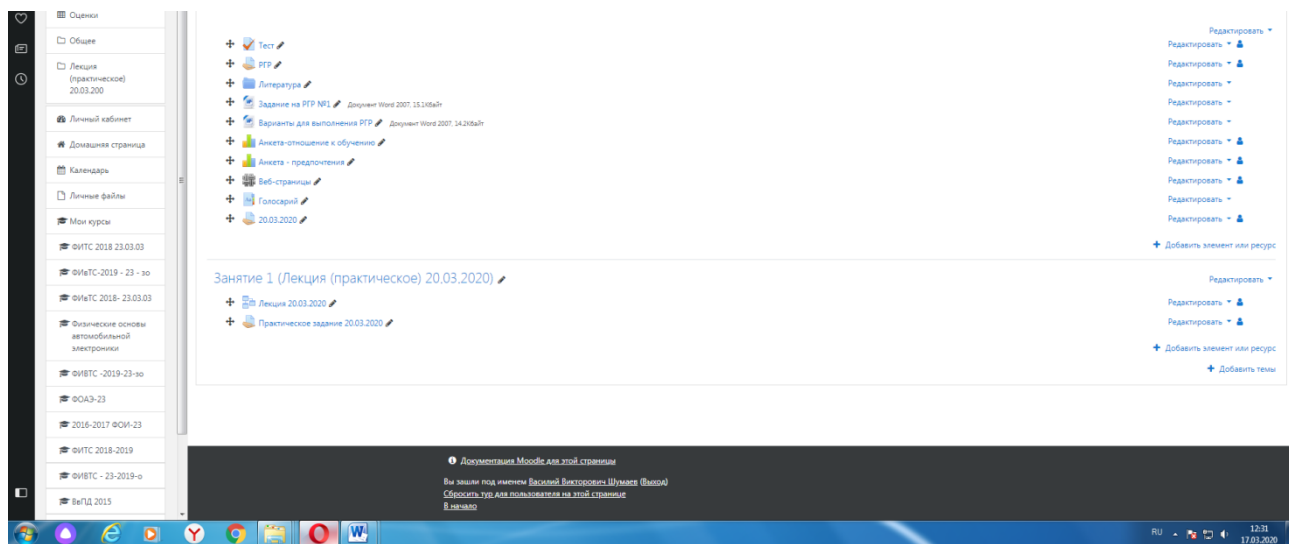 Оценки
Общее
Лекция
(практическое)
20.03.200
Личный кабинет
Домашняя страница
Календарь
Личные файлы
Мои курсы
ФИТС 2018 23.03.03
ФИвТС-2019 - 23 - зо
ФИвТС 2018- 23.03.03
Физические основы
автомобильной
электроники
ФИВТС -2019-23-зо
ФОАЭ-23
2016-2017 ФОИ-23
ФИТС 2018-2019
ФИВТС - 23-2019-о
ВвПД 2015
Редактировать
Тест Редактировать
РГР Редактировать
Литература Редактировать
Задание на РГР №1 Документ Word 2007, 15.1Кбайт Редактировать
Варианты для выполнения РГР Документ Word 2007, 14.2Кбайт Редактировать
Анкета-отношение к обучению Редактировать
Анкета - предпочтения Редактировать
Веб-страницы Редактировать
Голосарий Редактировать
20.03.2020 Редактировать
Добавить элемент или ресурс
Занятие 1 (Лекция (практическое) 20.03.2020) Редактировать
Лекция 20.03.2020 Редактировать
Практическое задание 20.03.2020 Редактировать
Добавить элемент или ресурс
Добавить темы
Документация Moodle для этой страницы
Вы зашли под именем Василий Викторович Шумаев (Выход)
Сбросить тур для пользователя на этой странице
В начало
RU 12:31
17.03.2020